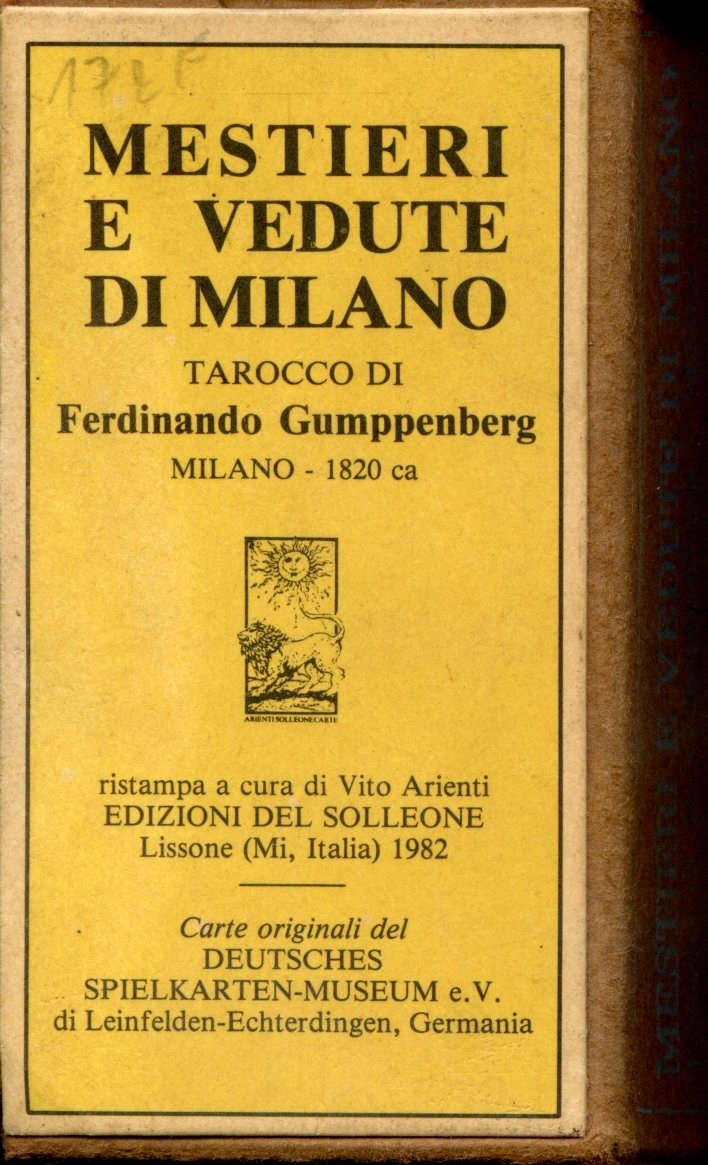 MESTIERI
E VEDUTE
DI MILANO
TAROCCO DI
Ferdinando Gumppenberg
MILANO - 1820 ca
ARIENTI SOLLEONE CARTE
ristampa a cura di Vito Arienti
EDIZIONI DEL SOLLEONE
Lissone (Mi, Italia) 1982
Carte originali del
DEUTSCHES
SPIELKARTEN-MUSEUM e.V.
di Leinfelden-Echterdingen, Germania
MESTIERI E VEDUTE DI MILANO